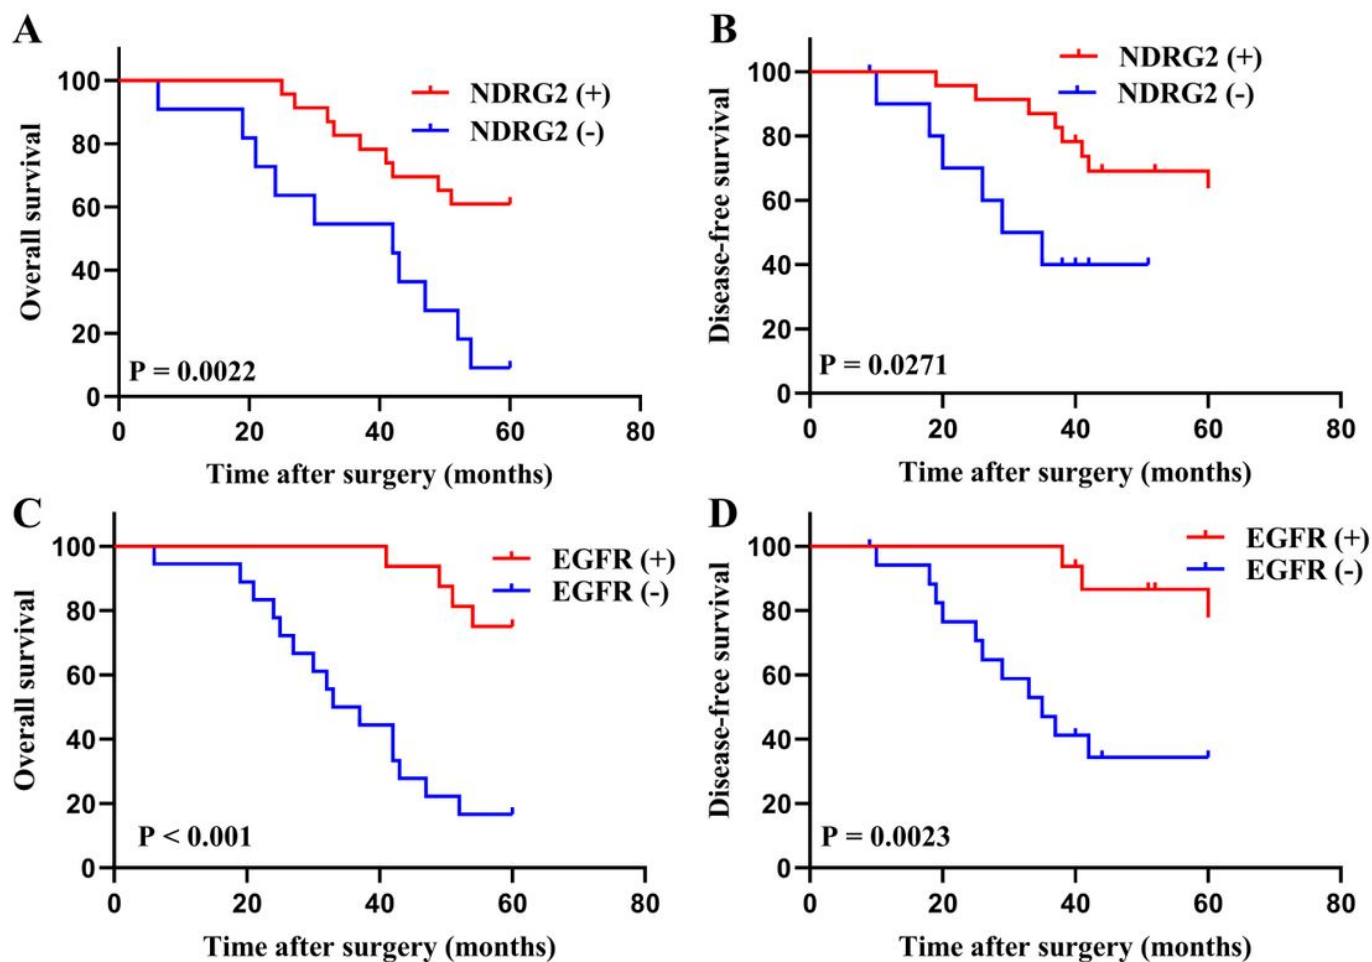 A
Overall survival
100
80
60
40
20
0
NDRG2 (+)
NDRG2 (-)
P = 0.0022
0 20 40 60 80
Time after surgery (months)
B
Disease-free survival
100
80
60
40
20
0
NDRG2 (+)
NDRG2 (-)
P = 0.0271
0 20 40 60 80
Time after surgery (months)
C
Overall survival
100
80
60
40
20
0
EGFR (+)
EGFR (-)
P < 0.001
0 20 40 60 80
Time after surgery (months)
D
Disease-free survival
100
80
60
40
20
0
EGFR (+)
EGFR (-)
P = 0.0023
0 20 40 60 80
Time after surgery (months)